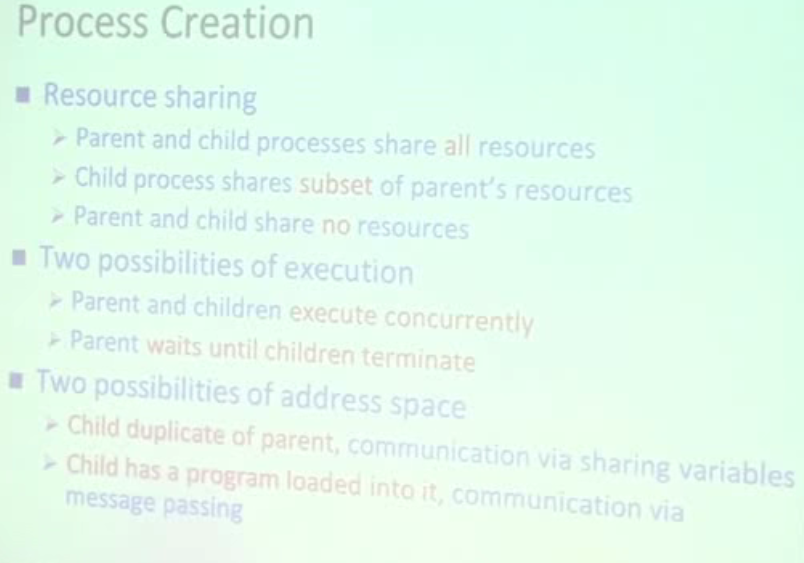 Process Creation
■ Resource sharing
➢ Parent and child processes share all resources
➢ Child process shares subset of parent's resources
➢ Parent and child share no resources
■ Two possibilities of execution
➢ Parent and children execute concurrently
➢ Parent waits until children terminate
■ Two possibilities of address space
➢ Child duplicate of parent, communication via sharing variables
➢ Child has a program loaded into it, communication via
message passing